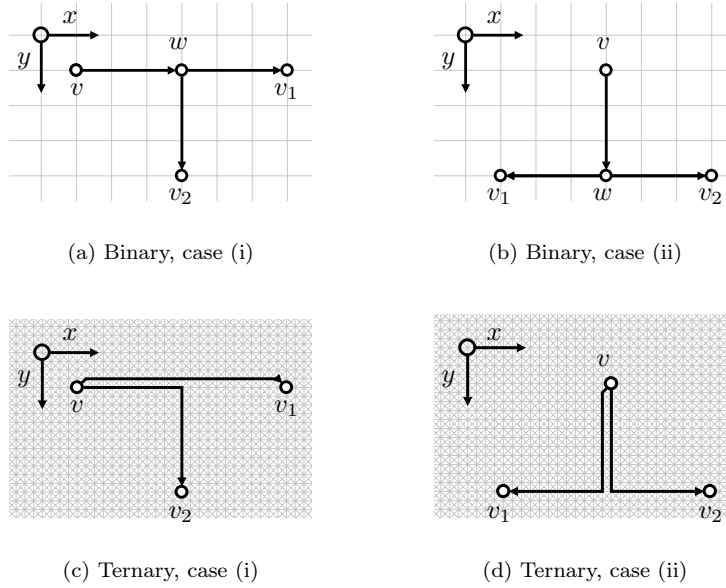 x
y
v
w
v1
v2
x
y
v
v1
w
v2
(a) Binary, case (i)
(b) Binary, case (ii)
x
y
v
v1
v2
x
y
v
v1
v2
(c) Ternary, case (i)
(d) Ternary, case (ii)